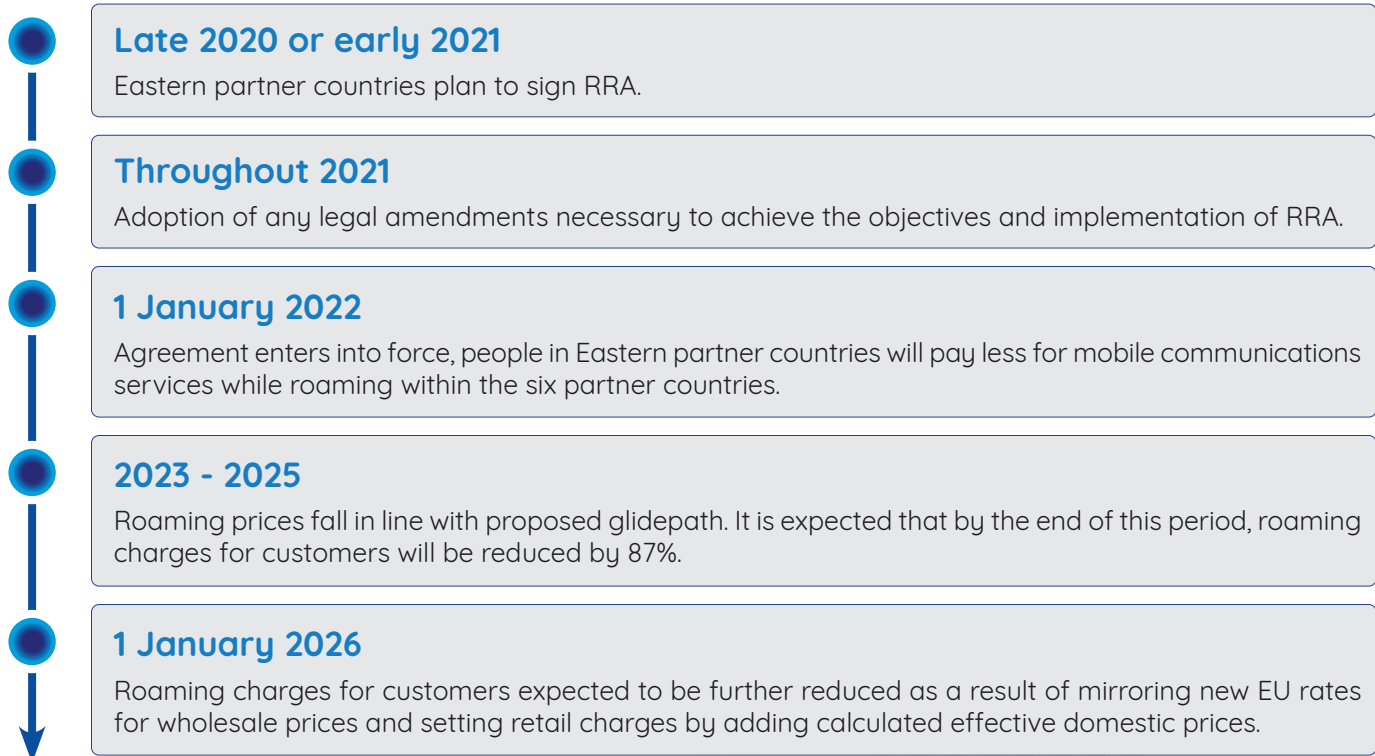 Late 2020 or early 2021
Eastern partner countries plan to sign RRA.
Throughout 2021
Adoption of any legal amendments necessary to achieve the objectives and implementation of RRA.
1 January 2022
Agreement enters into force, people in Eastern partner countries will pay less for mobile communications
services while roaming within the six partner countries.
2023 - 2025
Roaming prices fall in line with proposed glidepath. It is expected that by the end of this period, roaming
charges for customers will be reduced by 87%.
1 January 2026
Roaming charges for customers expected to be further reduced as a result of mirroring new EU rates
for wholesale prices and setting retail charges by adding calculated effective domestic prices.